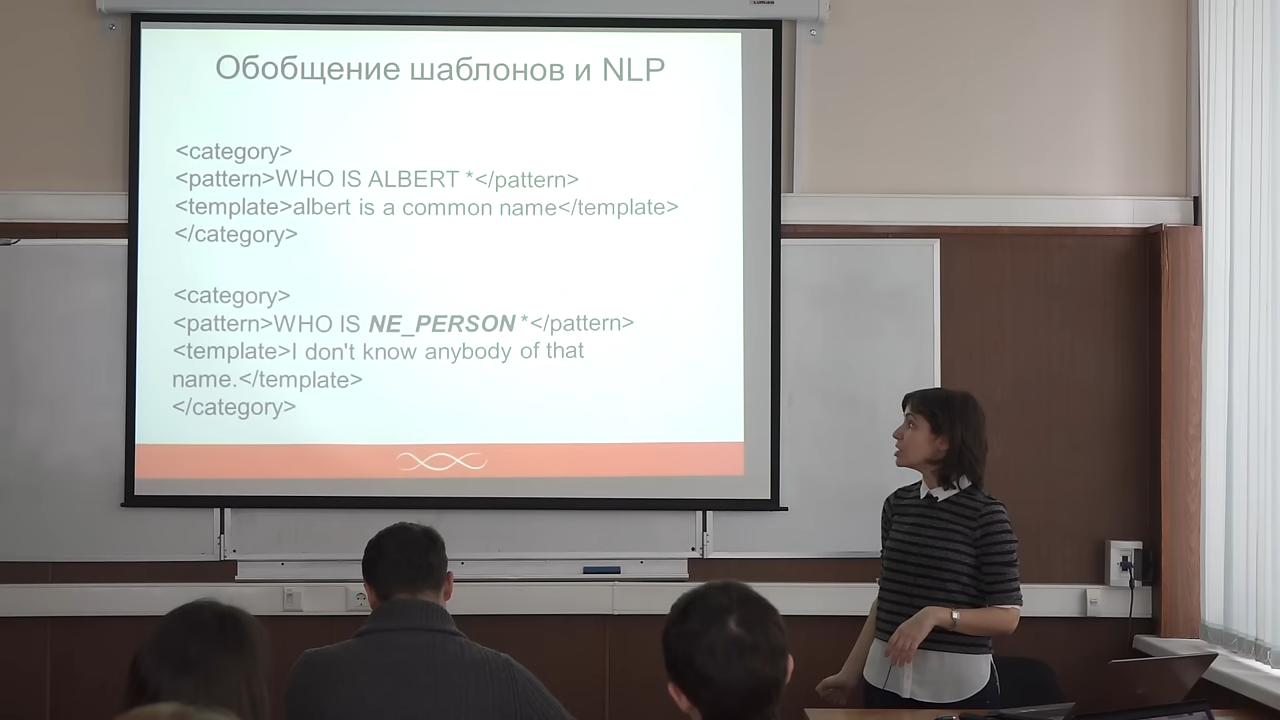 Обобщение шаблонов и NLP
<category>
<pattern>WHO IS ALBERT *</pattern>
<template>albert is a common name</template>
</category>
<category>
<pattern>WHO IS NE_PERSON *</pattern>
<template>I don't know anybody of that
name.</template>
</category>